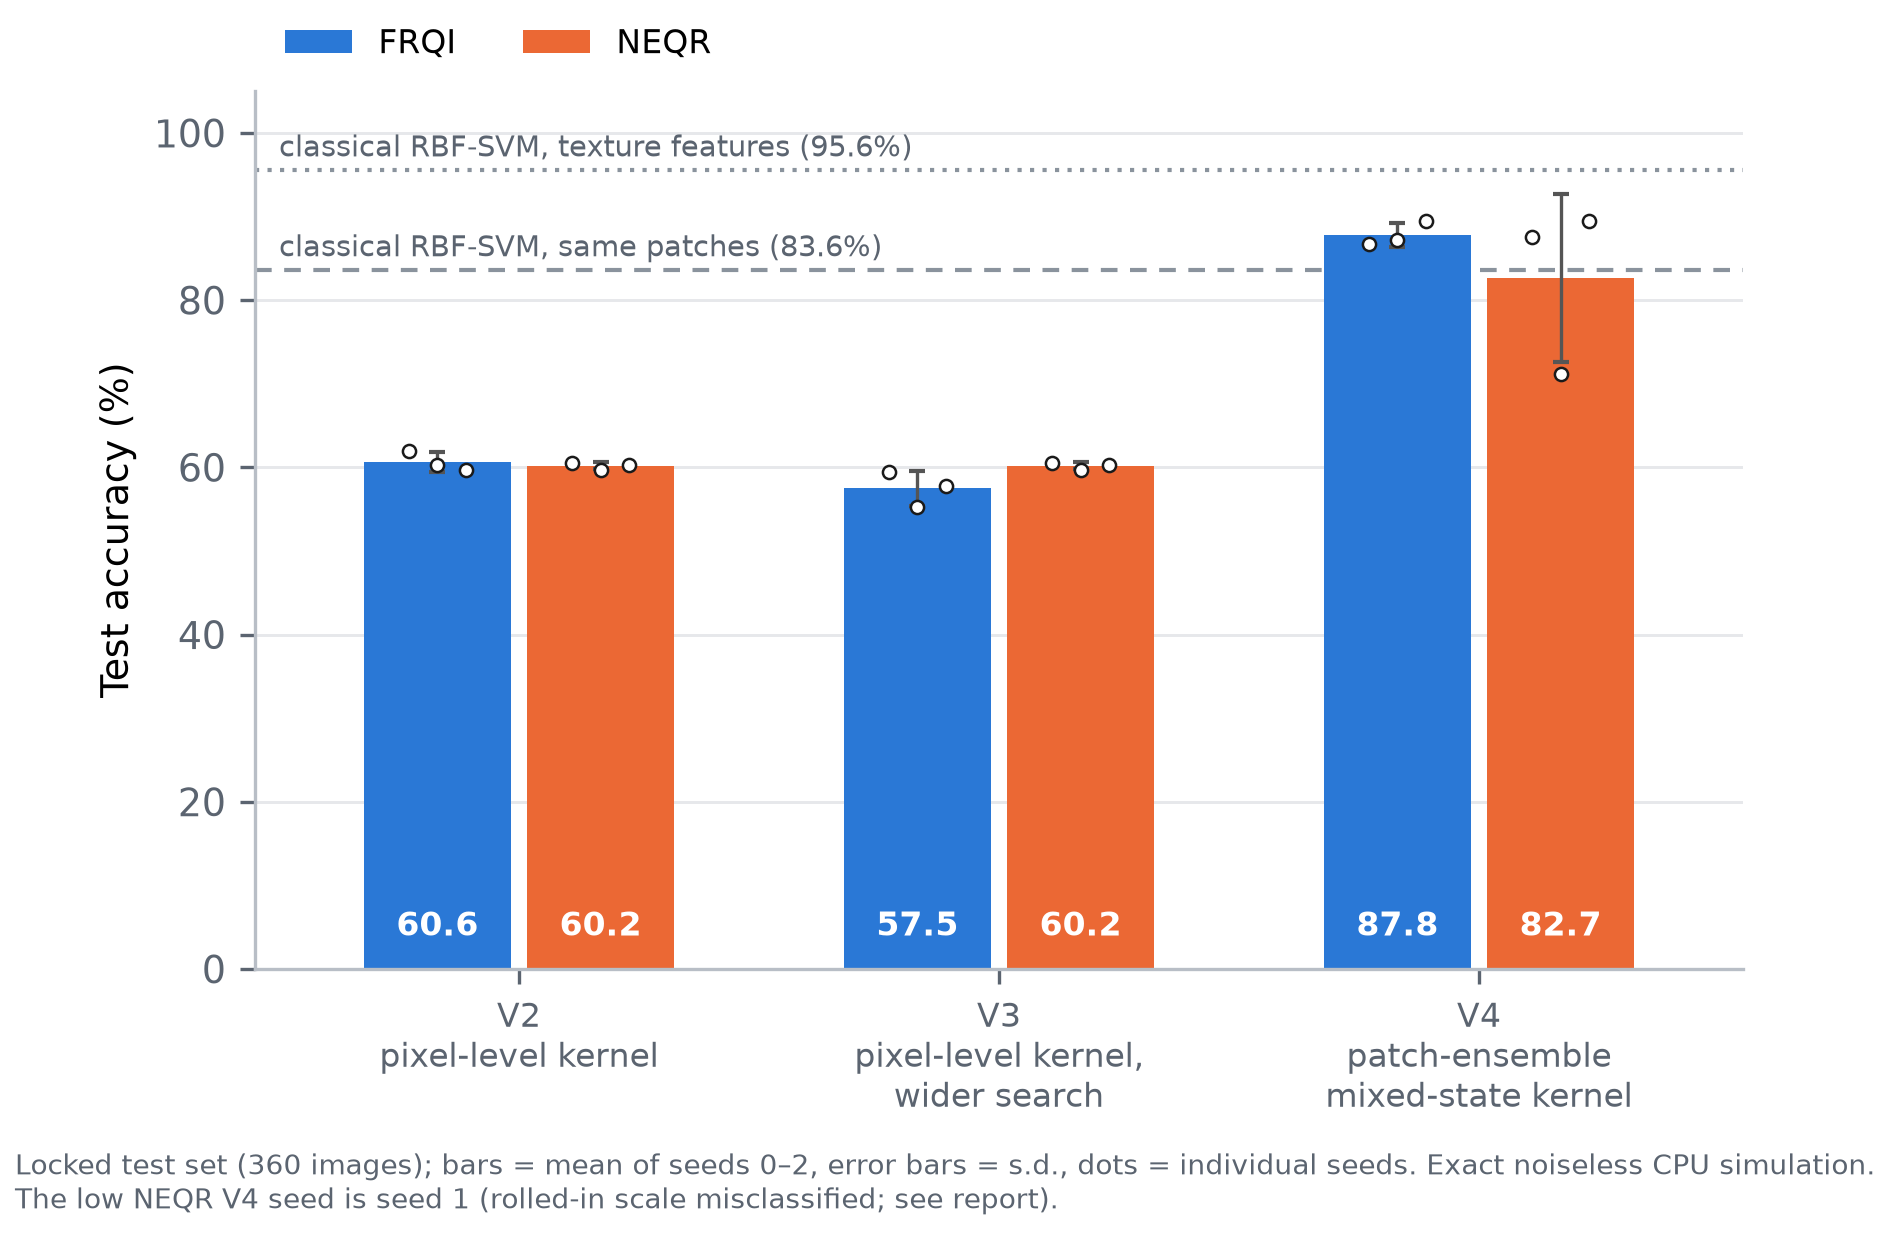 FRQI NEQR
100
classical RBF-SVM, texture features (95.6%)
classical RBF-SVM, same patches (83.6%)
80
60
40
20
0
Test accuracy (%)
60.6 60.2 57.5 60.2 87.8 82.7
V2 V3 V4
pixel-level kernel pixel-level kernel, patch-ensemble
wider search mixed-state kernel
Locked test set (360 images); bars = mean of seeds 0–2, error bars = s.d., dots = individual seeds. Exact noiseless CPU simulation.
The low NEQR V4 seed is seed 1 (rolled-in scale misclassified; see report).